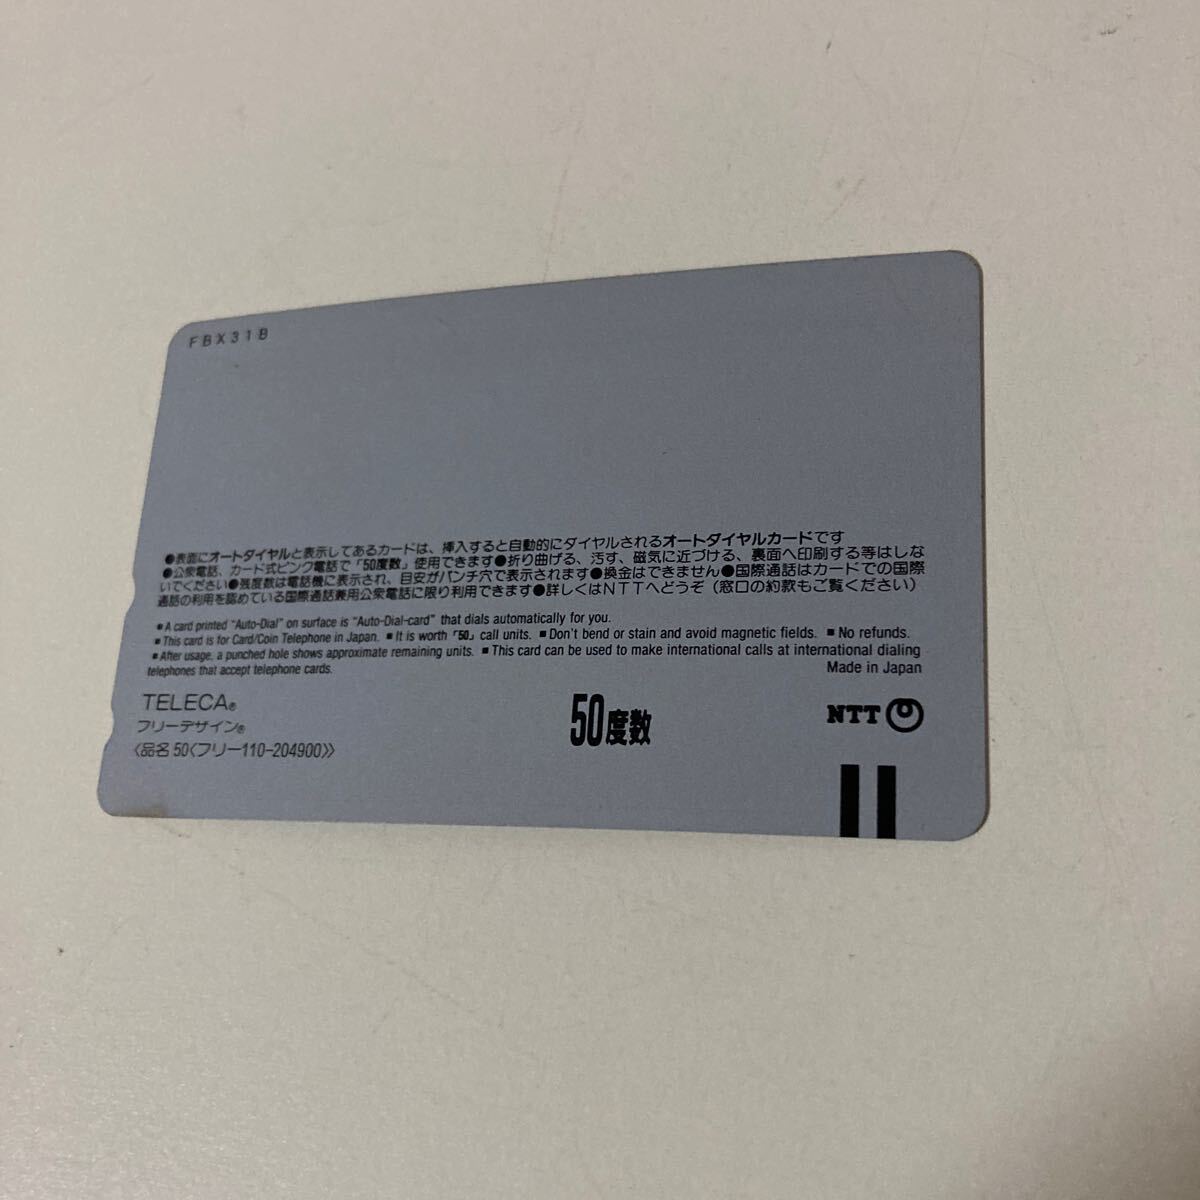 FBX31B
●表面にオートダイヤルと表示してあるカードは、挿入すると自動的にダイヤルされるオートダイヤルカードです
●公衆電話、カード式ピンク電話で「50度数」使用できます●折り曲げる、汚す、磁気に近づける、裏面へ印刷する等はしな
いでください●残度数は電話機に表示され、目安がパンチ穴で表示されます●換金はできません●国際通話はカードでの国際
通話の利用を認めている国際通話兼用公衆電話に限り利用できます●詳しくはNTTへどうぞ(窓口の約款もご覧ください)
■A card printed "Auto-Dial" on surface is "Auto-Dial-card" that dials automatically for you.
■This card is for Card/Coin Telephone in Japan. ■It is worth「50」call units. ■Don't bend or stain and avoid magnetic fields. ■No refunds.
■After usage, a punched hole shows approximate remaining units. ■This card can be used to make international calls at international dialing
telephones that accept telephone cards.
Made in Japan
TELECA®
フリーデザイン®
〈品名 50〈フリー110-204900〉〉
50度数
NTT